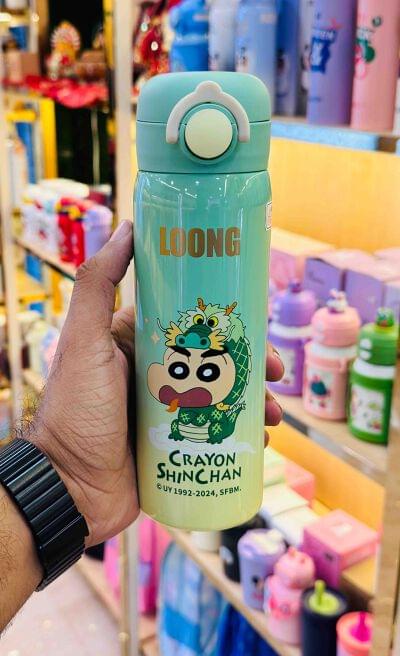 LOONG
CRAYON
SHINCHAN
© UY 1992-2024, SFBM.